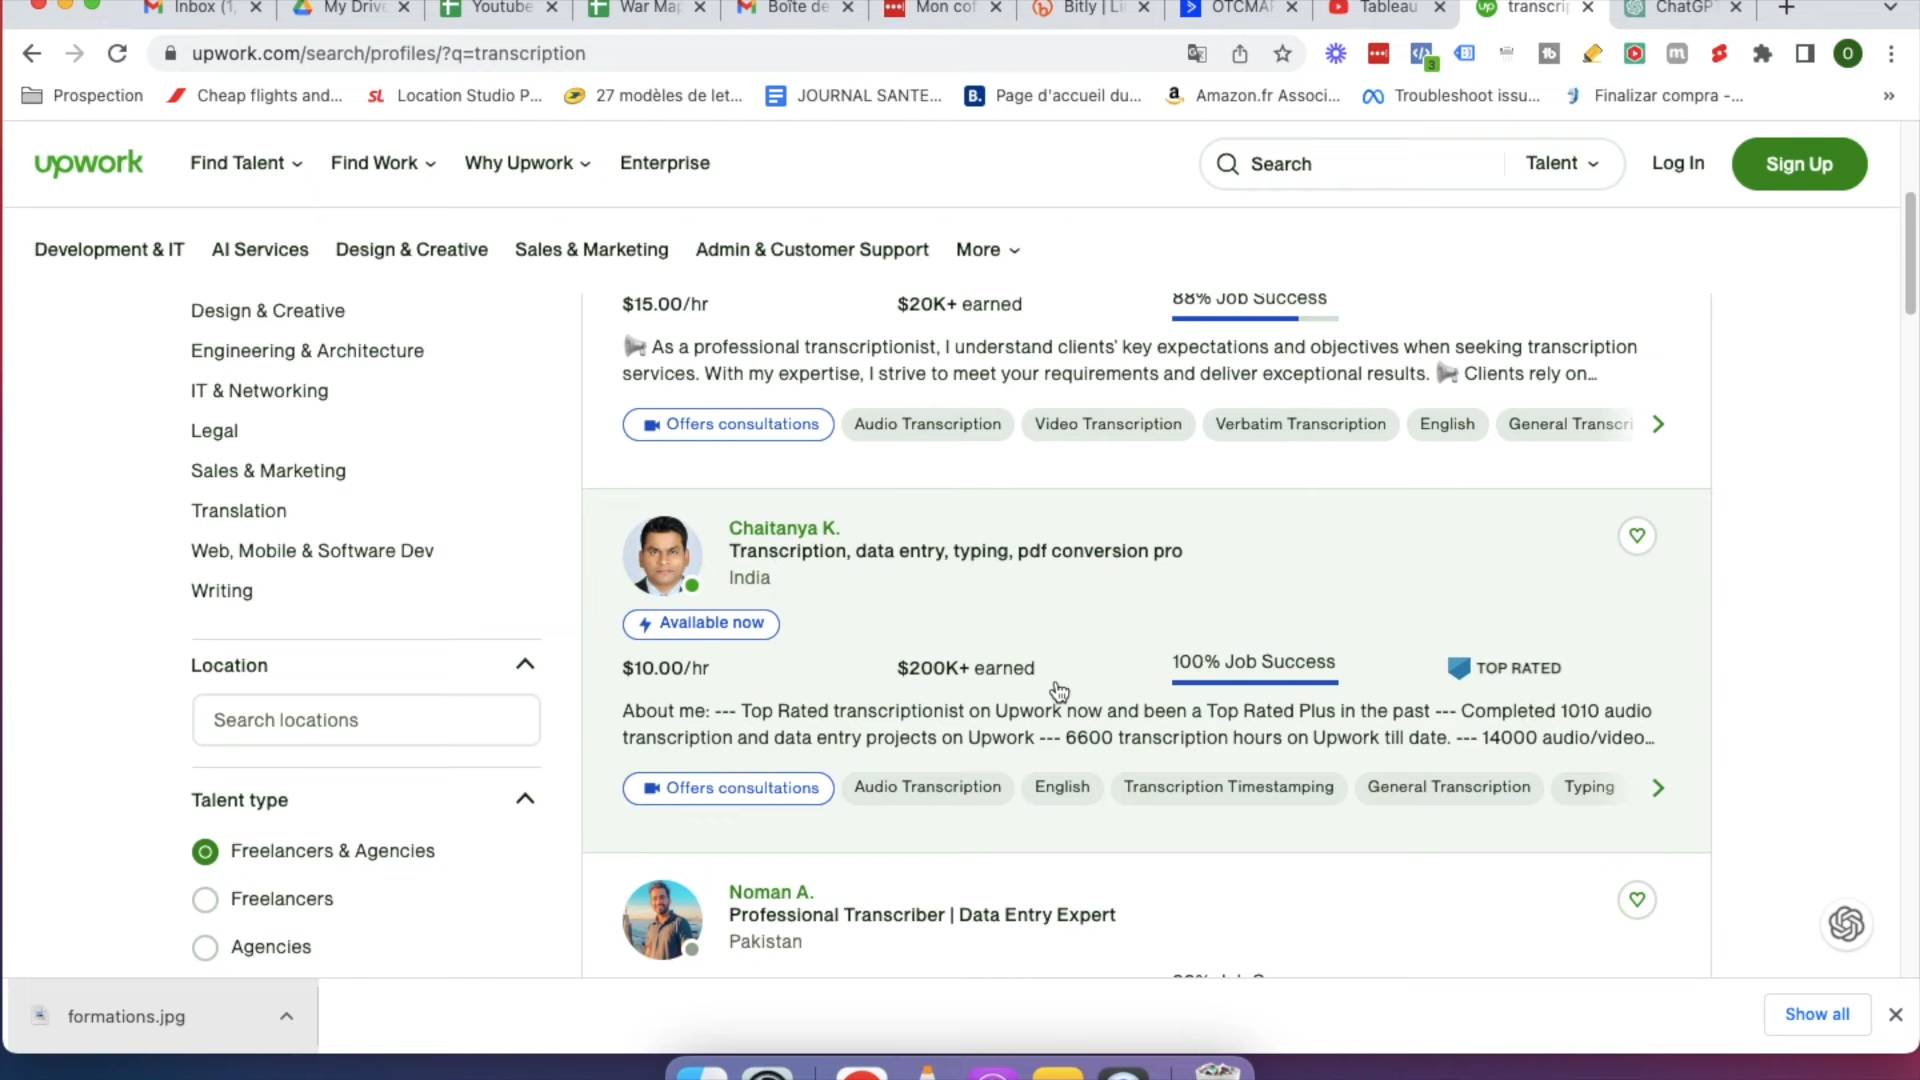 Inbox (1,
My Drive
Youtube
War Map
Boîte de
Mon cof
Bitly | Li
OTCMAR
Tableau
transcrip
ChatGPT
upwork.com/search/profiles/?q=transcription
3
O
Prospection
Cheap flights and...
SL Location Studio P...
27 modèles de let...
JOURNAL SANTE...
B. Page d'accueil du...
a Amazon.fr Associ...
Troubleshoot issu...
Finalizar compra -...
»
upwork
Find Talent
Find Work
Why Upwork
Enterprise
Search
Talent
Log In
Sign Up
Development & IT
AI Services
Design & Creative
Sales & Marketing
Admin & Customer Support
More
Design & Creative
Engineering & Architecture
IT & Networking
Legal
Sales & Marketing
Translation
Web, Mobile & Software Dev
Writing
Location
Search locations
Talent type
Freelancers & Agencies
Freelancers
Agencies
$15.00/hr
$20K+ earned
88% Job Success
As a professional transcriptionist, I understand clients' key expectations and objectives when seeking transcription
services. With my expertise, I strive to meet your requirements and deliver exceptional results. Clients rely on...
Offers consultations
Audio Transcription
Video Transcription
Verbatim Transcription
English
General Transcri
Chaitanya K.
Transcription, data entry, typing, pdf conversion pro
India
Available now
$10.00/hr
$200K+ earned
100% Job Success
TOP RATED
About me: --- Top Rated transcriptionist on Upwork now and been a Top Rated Plus in the past --- Completed 1010 audio
transcription and data entry projects on Upwork --- 6600 transcription hours on Upwork till date. --- 14000 audio/video...
Offers consultations
Audio Transcription
English
Transcription Timestamping
General Transcription
Typing
Noman A.
Professional Transcriber | Data Entry Expert
Pakistan
formations.jpg
Show all